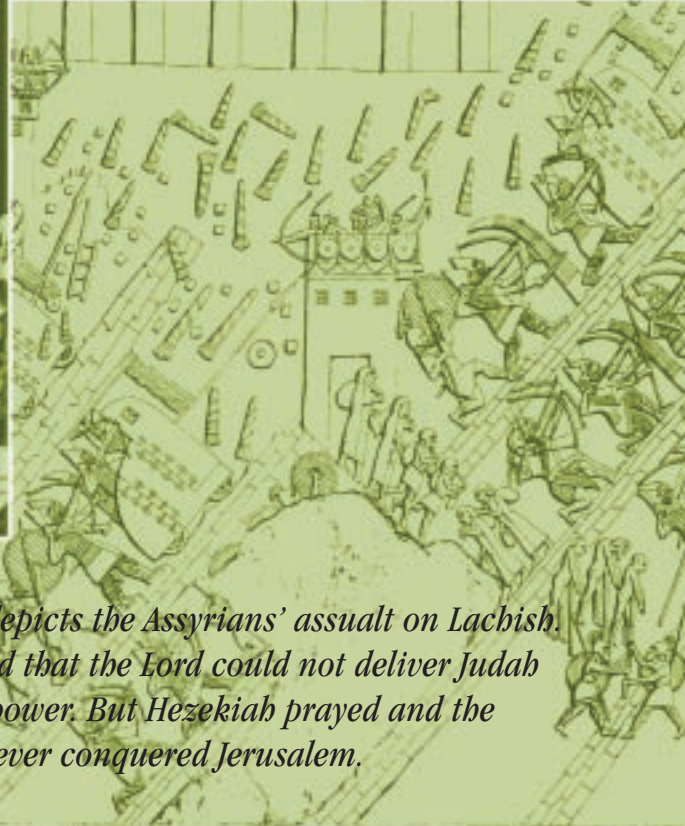 depicts the Assyrians’ assualt on Lachish.
d that the Lord could not deliver Judah
power. But Hezekiah prayed and the
ever conquered Jerusalem.